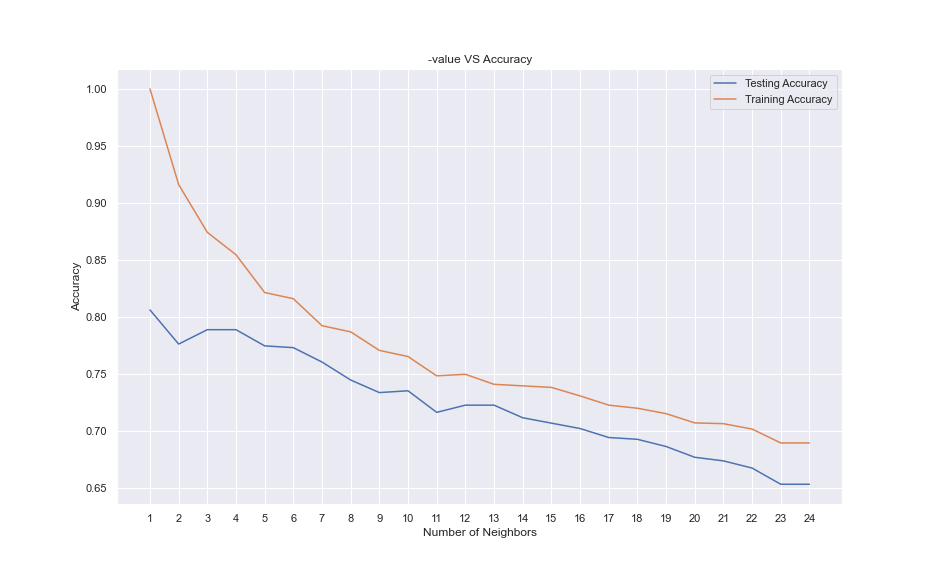 -value VS Accuracy
Testing Accuracy
Training Accuracy
1.00
0.95
0.90
0.85
0.80
0.75
0.70
0.65
Accuracy
1 2 3 4 5 6 7 8 9 10 11 12 13 14 15 16 17 18 19 20 21 22 23 24
Number of Neighbors